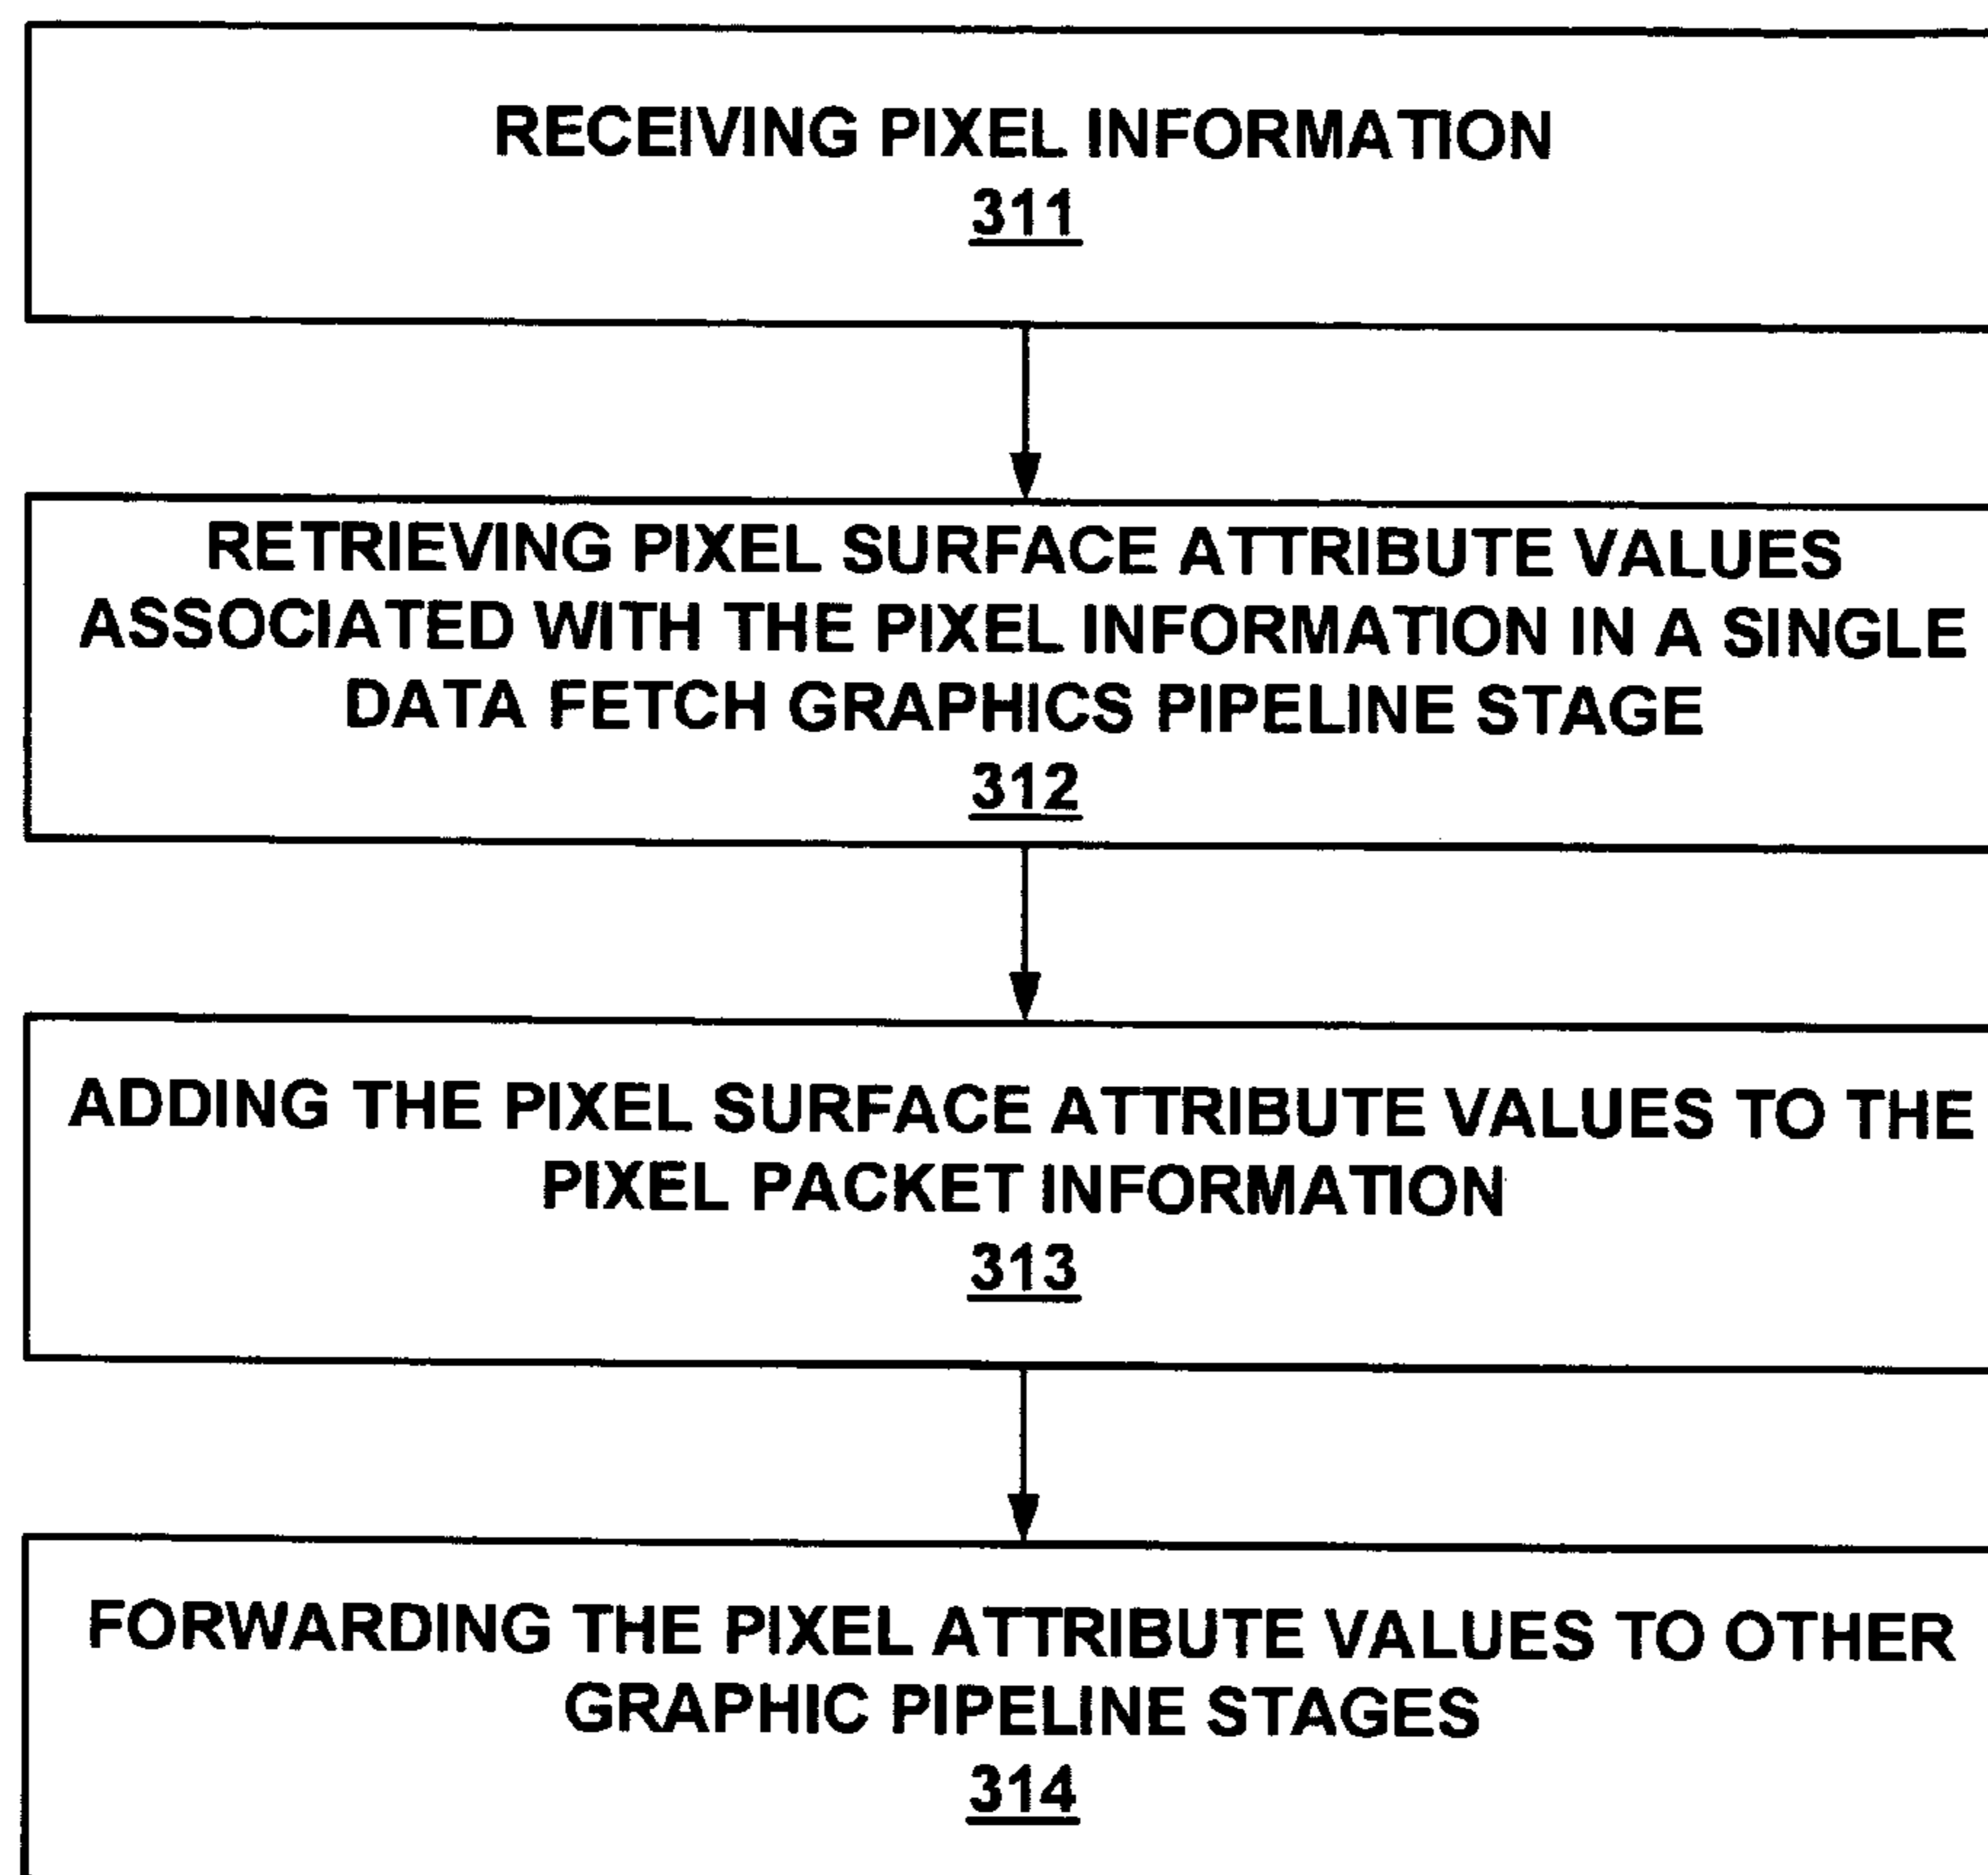 RECEIVING PIXEL INFORMATION
311
RETRIEVING PIXEL SURFACE ATTRIBUTE VALUES
ASSOCIATED WITH THE PIXEL INFORMATION IN A SINGLE
DATA FETCH GRAPHICS PIPELINE STAGE
312
ADDING THE PIXEL SURFACE ATTRIBUTE VALUES TO THE
PIXEL PACKET INFORMATION
313
FORWARDING THE PIXEL ATTRIBUTE VALUES TO OTHER
GRAPHIC PIPELINE STAGES
314